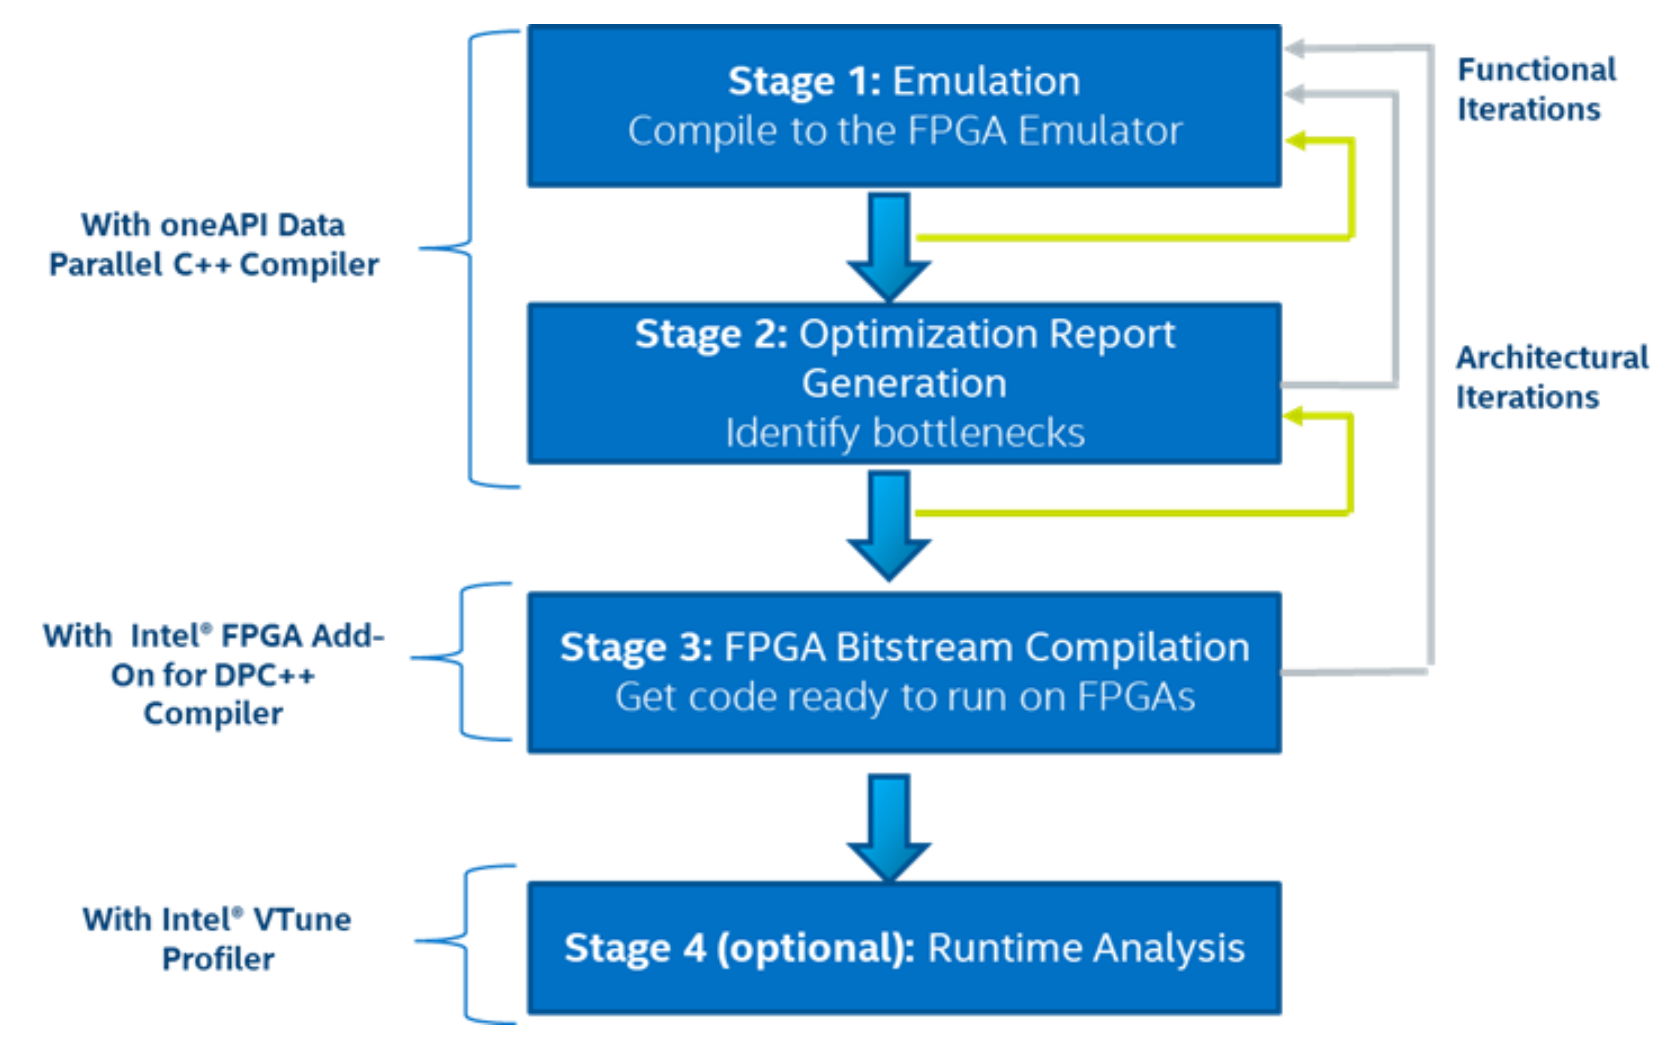 Stage 1: Emulation
Compile to the FPGA Emulator
Functional
Iterations
With oneAPI Data
Parallel C++ Compiler
Stage 2: Optimization Report
Generation
Identify bottlenecks
Architectural
Iterations
With Intel® FPGA Add-
On for DPC++
Compiler
Stage 3: FPGA Bitstream Compilation
Get code ready to run on FPGAs
With Intel® VTune
Profiler
Stage 4 (optional): Runtime Analysis